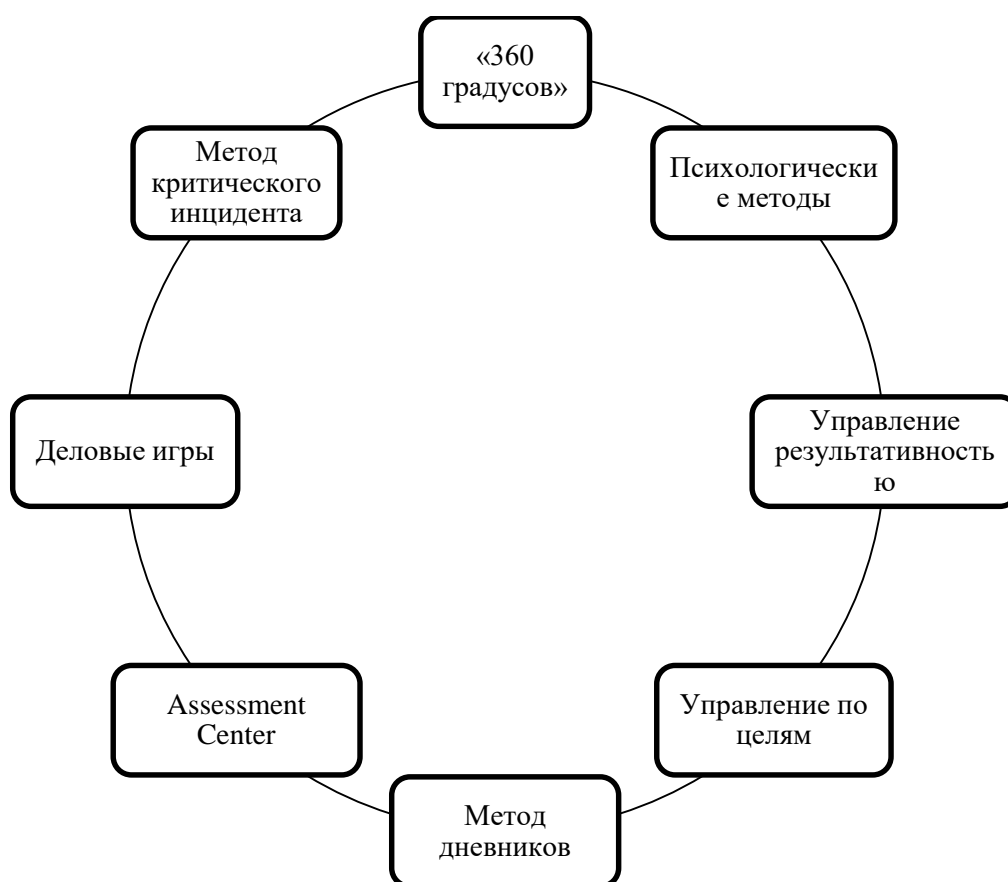 «360
градусов»
Психологически
е методы
Управление
результативность
ю
Управление по
целям
Метод
дневников
Assessment
Center
Деловые игры
Метод
критического
инцидента